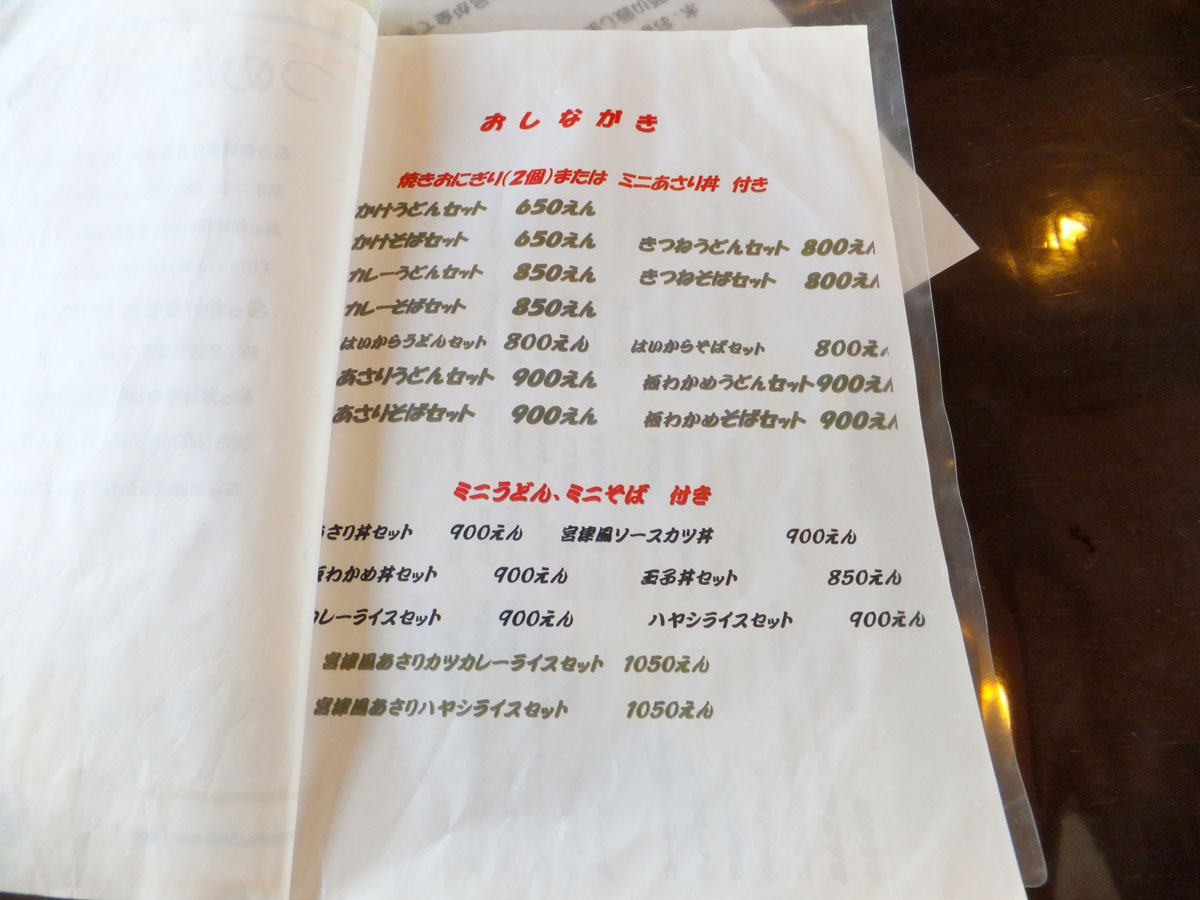 おしながき
焼きおにぎり(2個)または ミニあさり丼 付き
かけうどんセット 650えん
かけそばセット 650えん きつねうどんセット 800えん
カレーうどんセット 850えん きつねそばセット 800えん
カレーそばセット 850えん
はいからうどんセット 800えん はいからそばセット 800えん
あさりうどんセット 900えん 板わかめうどんセット 900えん
あさりそばセット 900えん 板わかめそばセット 900えん
ミニうどん、ミニそば 付き
あさり丼セット 900えん 宮津風ソースカツ丼 900えん
板わかめ丼セット 900えん 玉子丼セット 850えん
カレーライスセット 900えん ハヤシライスセット 900えん
宮津風あさりカツカレーライスセット 1050えん
宮津風あさりハヤシライスセット 1050えん